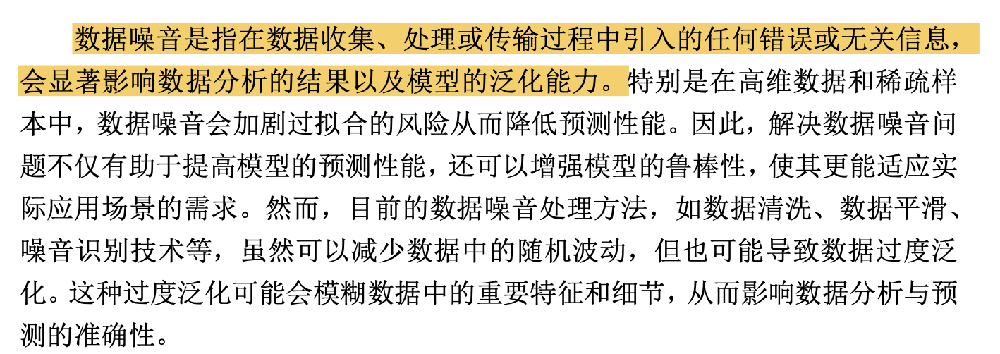 数据噪音是指在数据收集、处理或传输过程中引入的任何错误或无关信息，
会显著影响数据分析的结果以及模型的泛化能力。特别是在高维数据和稀疏样
本中，数据噪音会加剧过拟合的风险从而降低预测性能。因此，解决数据噪音问
题不仅有助于提高模型的预测性能，还可以增强模型的鲁棒性，使其更能适应实
际应用场景的需求。然而，目前的数据噪音处理方法，如数据清洗、数据平滑、
噪音识别技术等，虽然可以减少数据中的随机波动，但也可能导致数据过度泛
化。这种过度泛化可能会模糊数据中的重要特征和细节，从而影响数据分析与预
测的准确性。